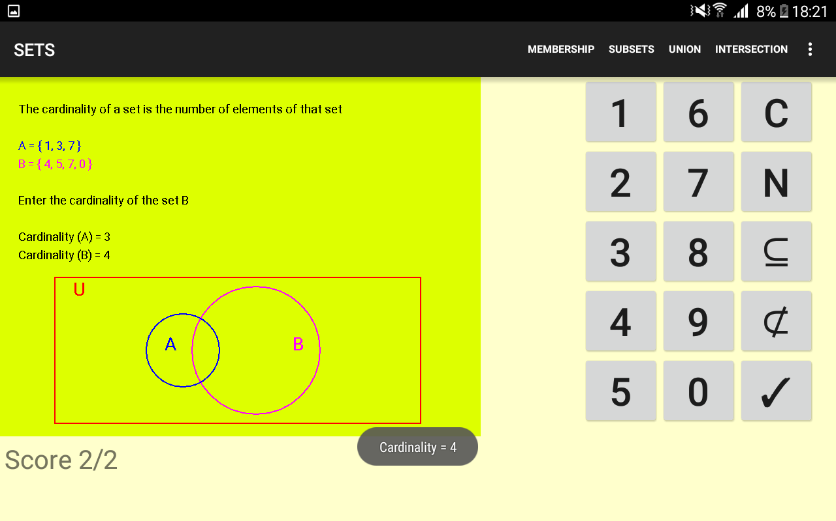 8% 18:21
SETS MEMBERSHIP SUBSETS UNION INTERSECTION
The cardinality of a set is the number of elements of that set
A = { 1, 3, 7 }
B = { 4, 5, 7, 0 }
Enter the cardinality of the set B
Cardinality (A) = 3
Cardinality (B) = 4
U
A B
1 6 C
2 7 N
3 8 ⊆
4 9 ⊄
5 0 ✓
Cardinality = 4
Score 2/2